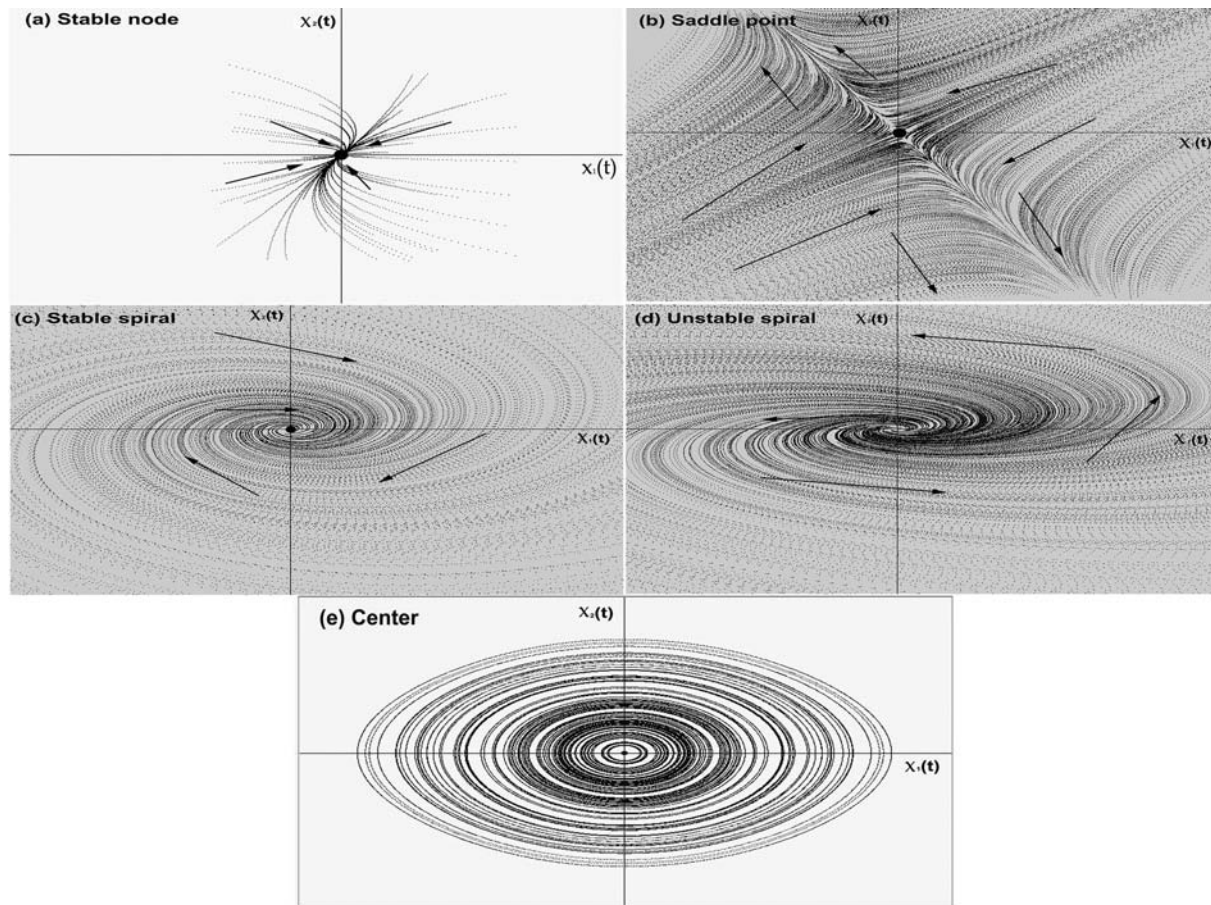 (a) Stable node
X₂(t)
X₁(t)
(b) Saddle point
X₂(t)
X₁(t)
(c) Stable spiral
X₂(t)
X₁(t)
(d) Unstable spiral
X₂(t)
X₁(t)
(e) Center
X₂(t)
X₁(t)